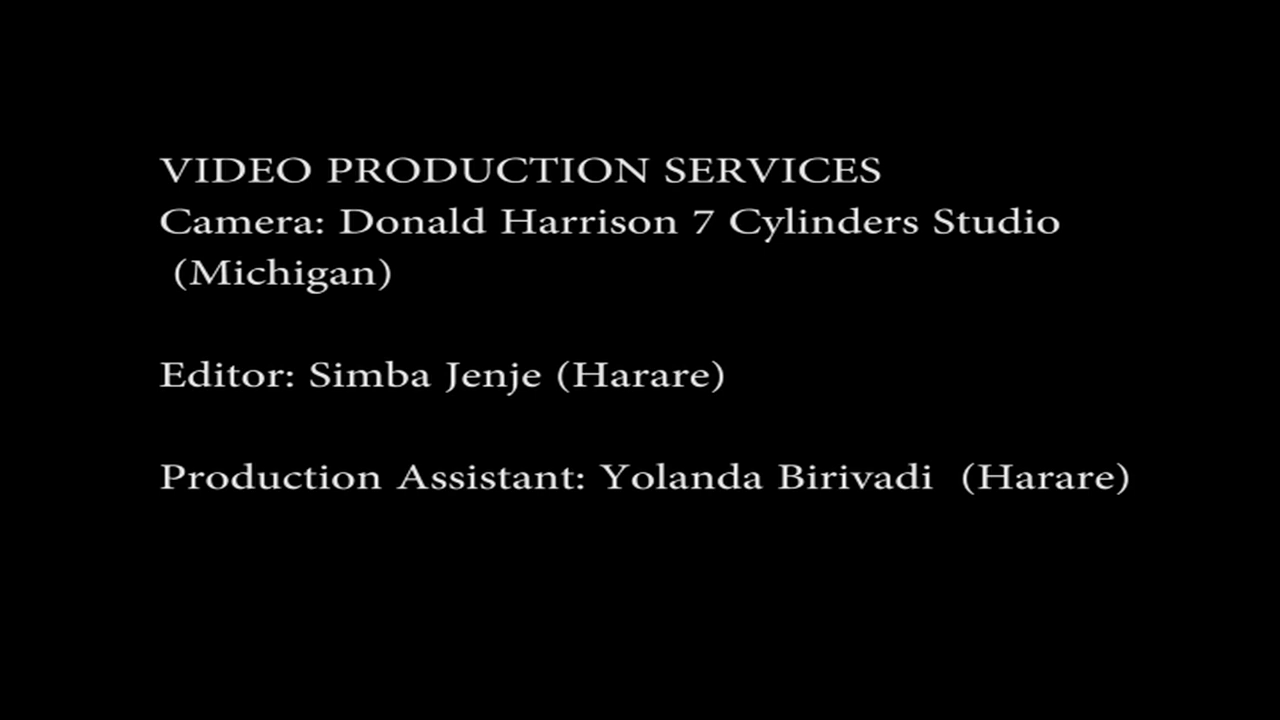 VIDEO PRODUCTION SERVICES
Camera: Donald Harrison 7 Cylinders Studio
(Michigan)
Editor: Simba Jenje (Harare)
Production Assistant: Yolanda Birivadi (Harare)